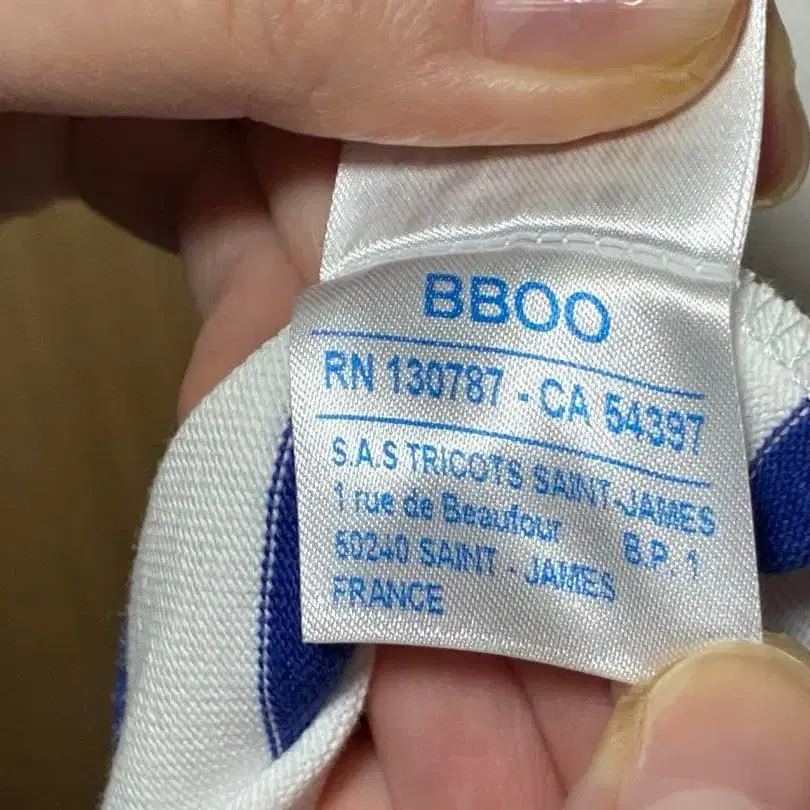 BBOO
RN 130787 - CA 54397
S.A.S TRICOTS SAINT-JAMES
1 rue de Beaufour B.P. 1
50240 SAINT - JAMES
FRANCE